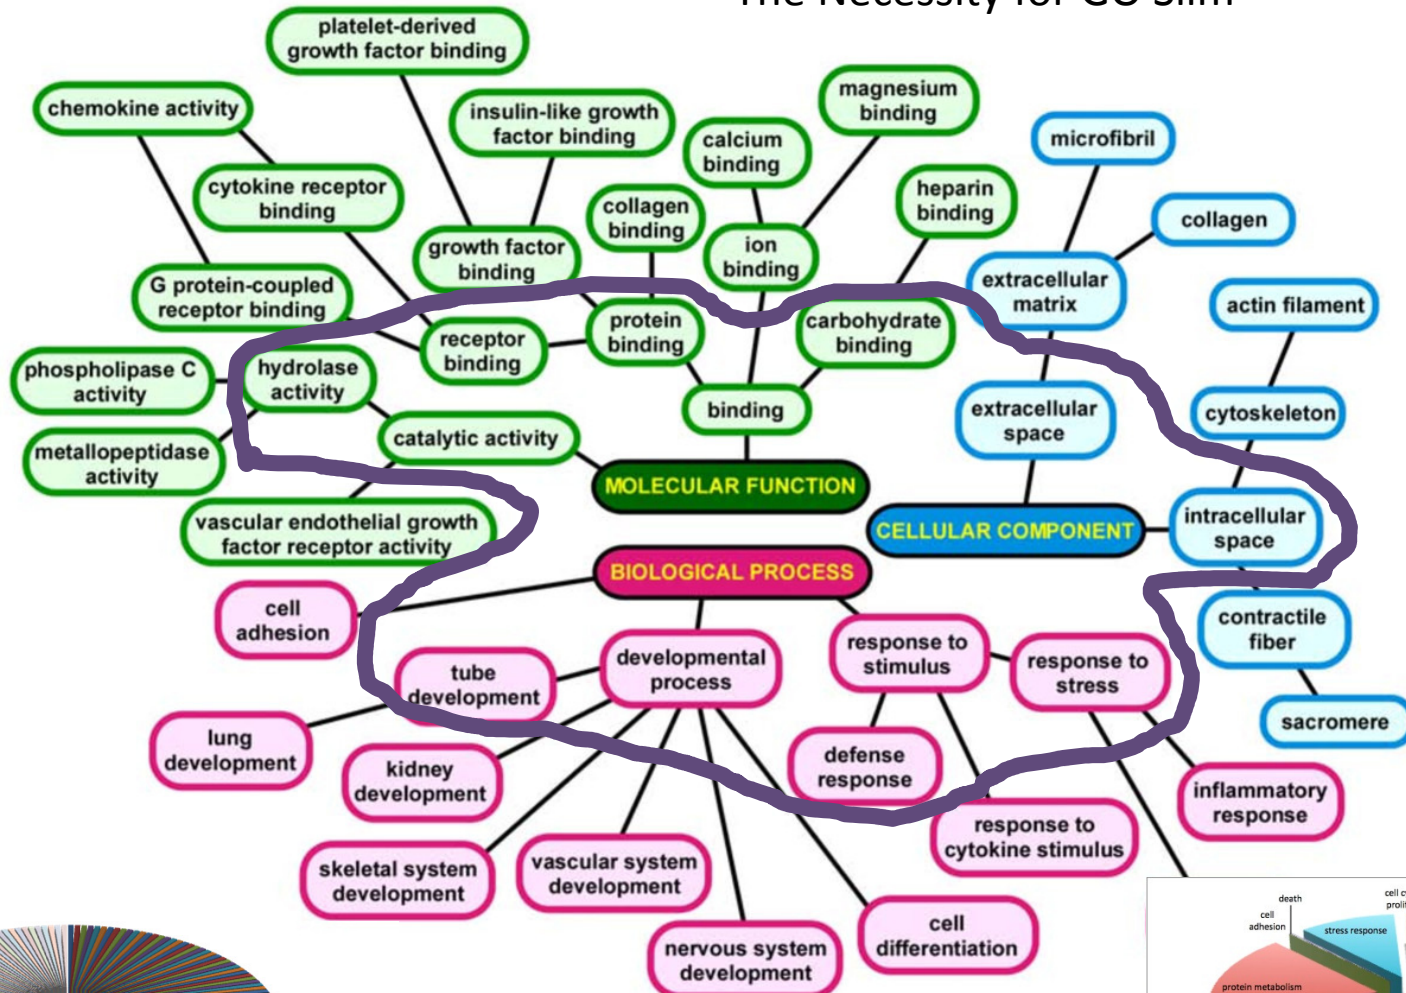 The Necessity for GO Slim
platelet-derived
growth factor binding
chemokine activity
insulin-like growth
factor binding
magnesium
binding
calcium
binding
microfibril
cytokine receptor
binding
collagen
binding
heparin
binding
collagen
growth factor
binding
ion
binding
G protein-coupled
receptor binding
extracellular
matrix
actin filament
receptor
binding
protein
binding
carbohydrate
binding
phospholipase C
activity
hydrolase
activity
binding
extracellular
space
cytoskeleton
metallopeptidase
activity
catalytic activity
MOLECULAR FUNCTION
vascular endothelial growth
factor receptor activity
CELLULAR COMPONENT
intracellular
space
BIOLOGICAL PROCESS
cell
adhesion
contractile
fiber
tube
development
developmental
process
response to
stimulus
response to
stress
sacromere
lung
development
kidney
development
defense
response
inflammatory
response
skeletal system
development
vascular system
development
response to
cytokine stimulus
nervous system
development
cell
differentiation
death
cell
adhesion
cell
stress response
protein metabolism